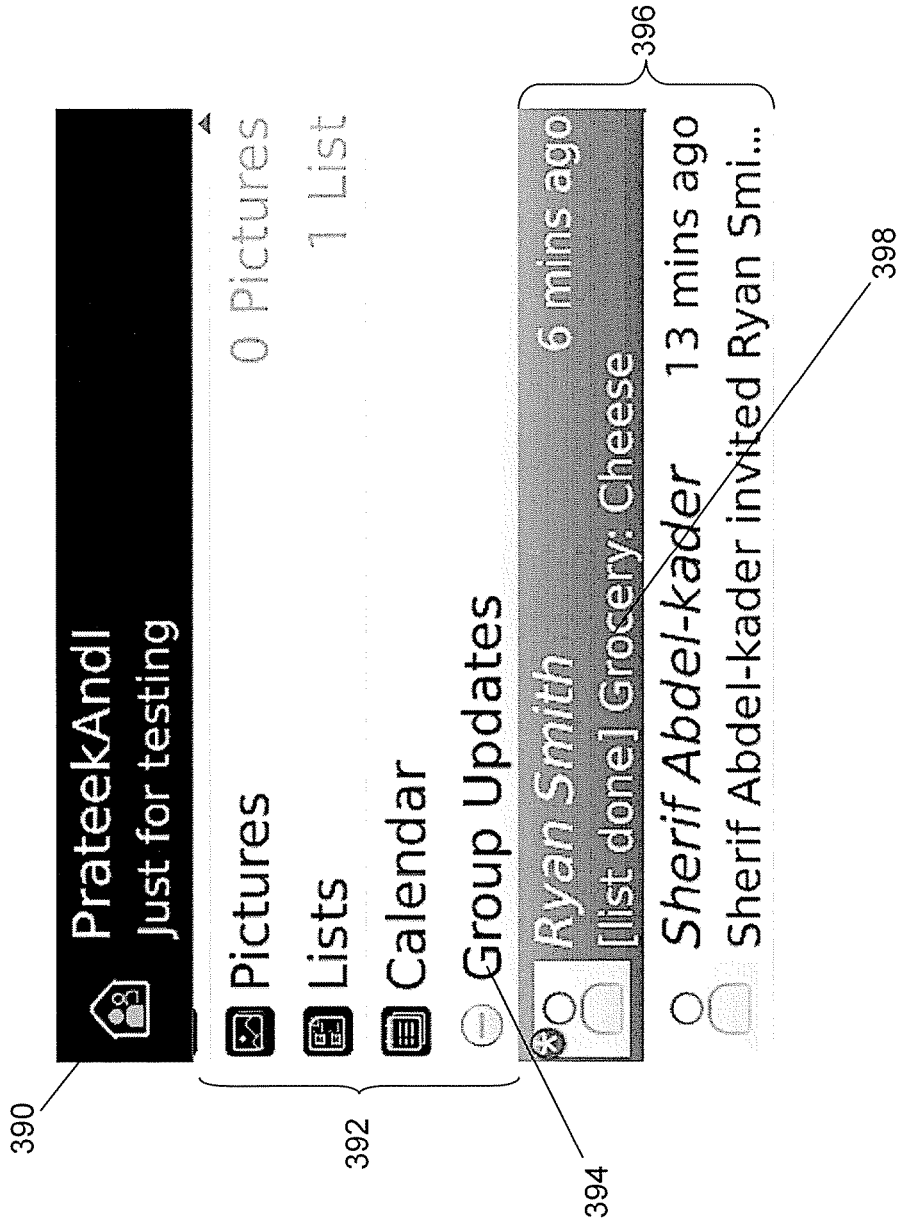 390
PrateekAndI
Just for testing
Pictures 0 Pictures
Lists 1 List
Calendar
Group Updates
Ryan Smith 6 mins ago
[list done] Grocery: Cheese
Sherif Abdel-kader 13 mins ago
Sherif Abdel-kader invited Ryan Smi...
392
394
396
398